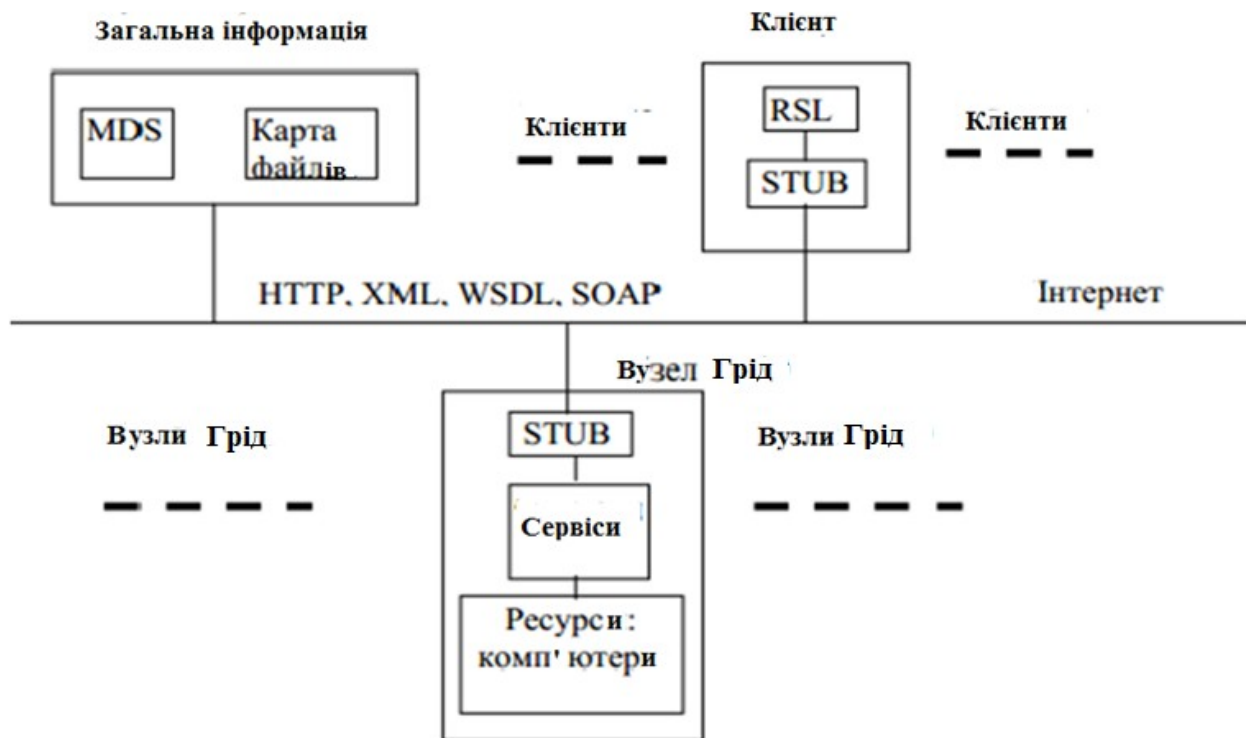 Загальна інформація
Клієнт
MDS
Карта
файлів
Клієнти
RSL
STUB
Клієнти
HTTP, XML, WSDL, SOAP
Інтернет
Вузел Грід
Вузли Грід
STUB
Вузли Грід
Сервіси
Ресурси:
комп' ютери